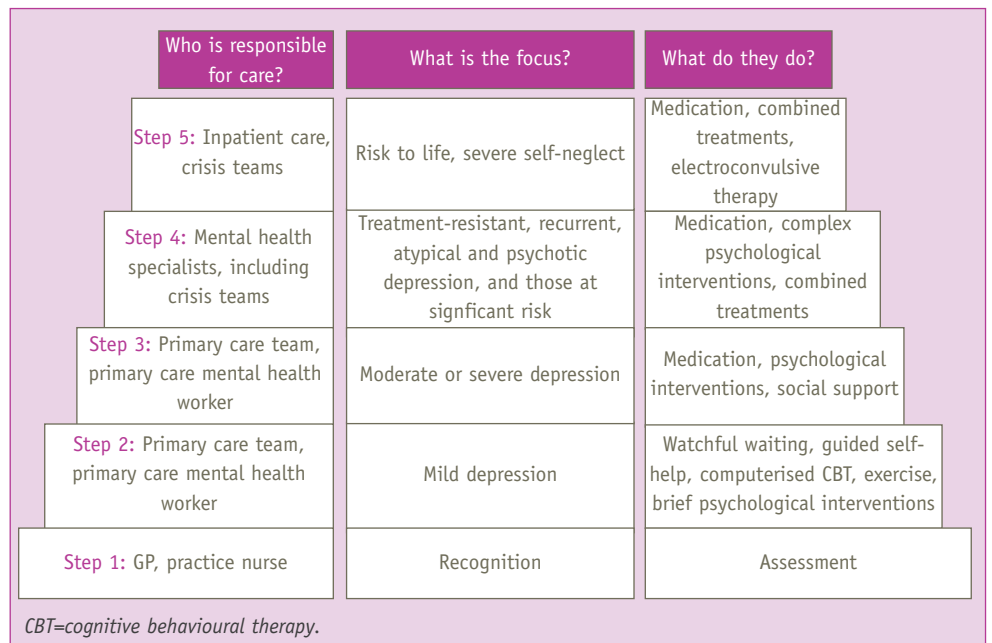 Who is responsible
for care?
What is the focus?
What do they do?
Step 5: Inpatient care,
crisis teams
Risk to life, severe self-neglect
Medication, combined
treatments,
electroconvulsive
therapy
Step 4: Mental health
specialists, including
crisis teams
Treatment-resistant, recurrent,
atypical and psychotic
depression, and those at
signficant risk
Medication, complex
psychological
interventions, combined
treatments
Step 3: Primary care team,
primary care mental health
worker
Moderate or severe depression
Medication, psychological
interventions, social support
Step 2: Primary care team,
primary care mental health
worker
Mild depression
Watchful waiting, guided self-
help, computerised CBT, exercise,
brief psychological interventions
Step 1: GP, practice nurse
Recognition
Assessment
CBT=cognitive behavioural therapy.